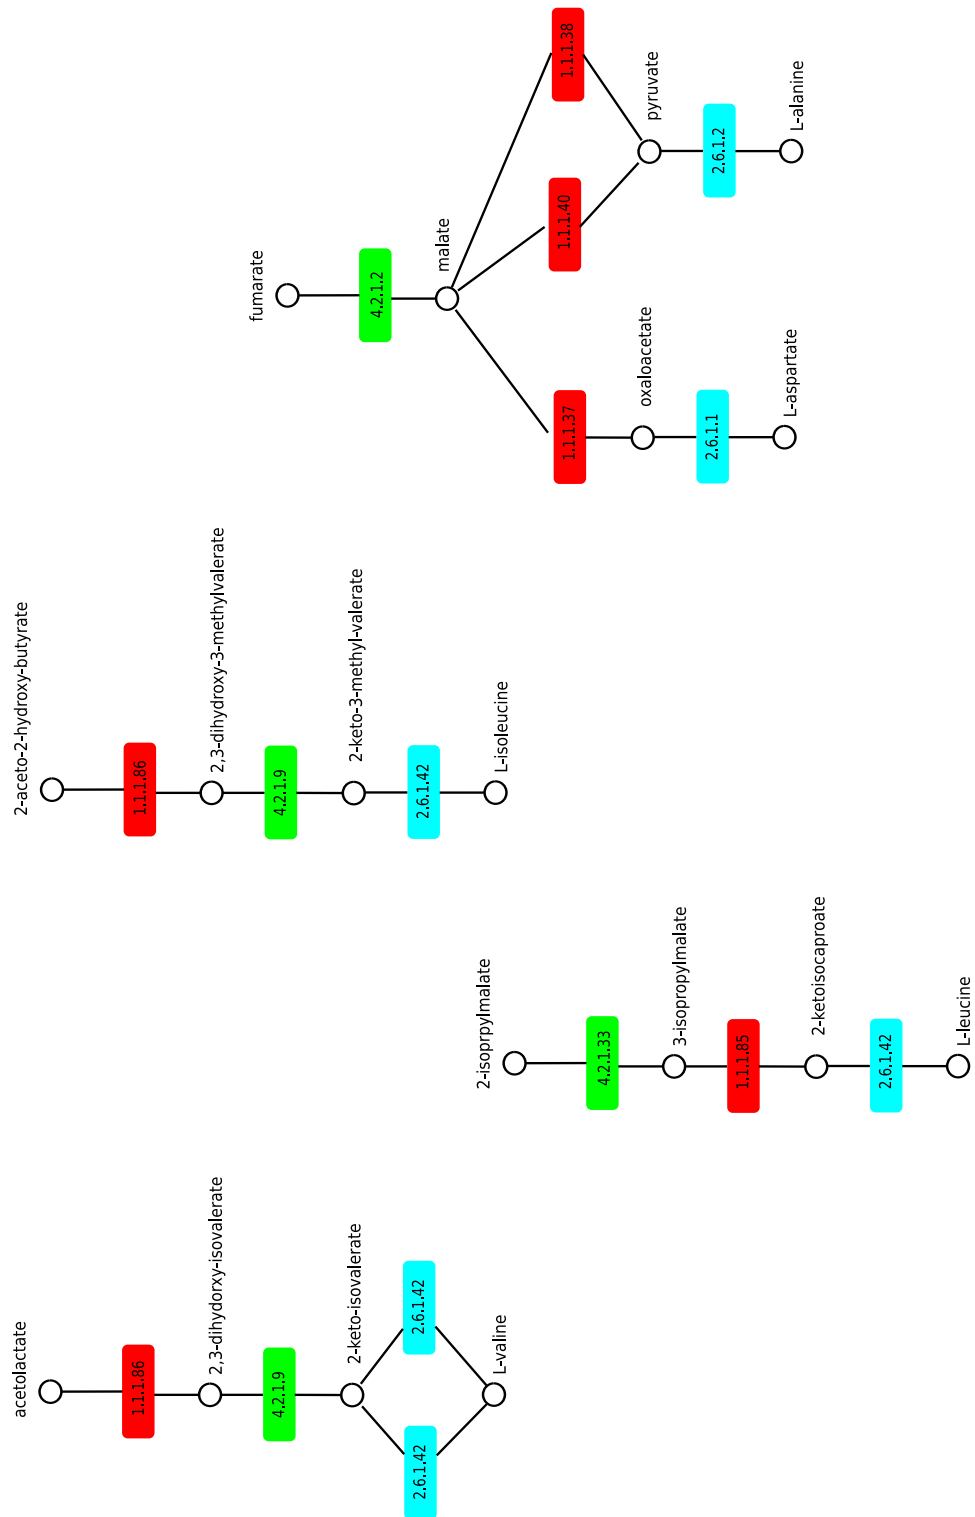 acetolactate
1.1.1.86
2,3-dihydorxy-isovalerate
4.2.1.9
2-keto-isovalerate
2.6.1.42
2.6.1.42
L-valine
2-isoprpylmalate
4.2.1.33
3-isopropylmalate
1.1.1.85
2-ketoisocaproate
2.6.1.42
L-leucine
2-aceto-2-hydroxy-butyrate
1.1.1.86
2,3-dihydroxy-3-methylvalerate
4.2.1.9
2-keto-3-methyl-valerate
2.6.1.42
L-isoleucine
fumarate
4.2.1.2
malate
1.1.1.37
1.1.1.40
1.1.1.38
oxaloacetate
pyruvate
2.6.1.1
2.6.1.2
L-aspartate
L-alanine